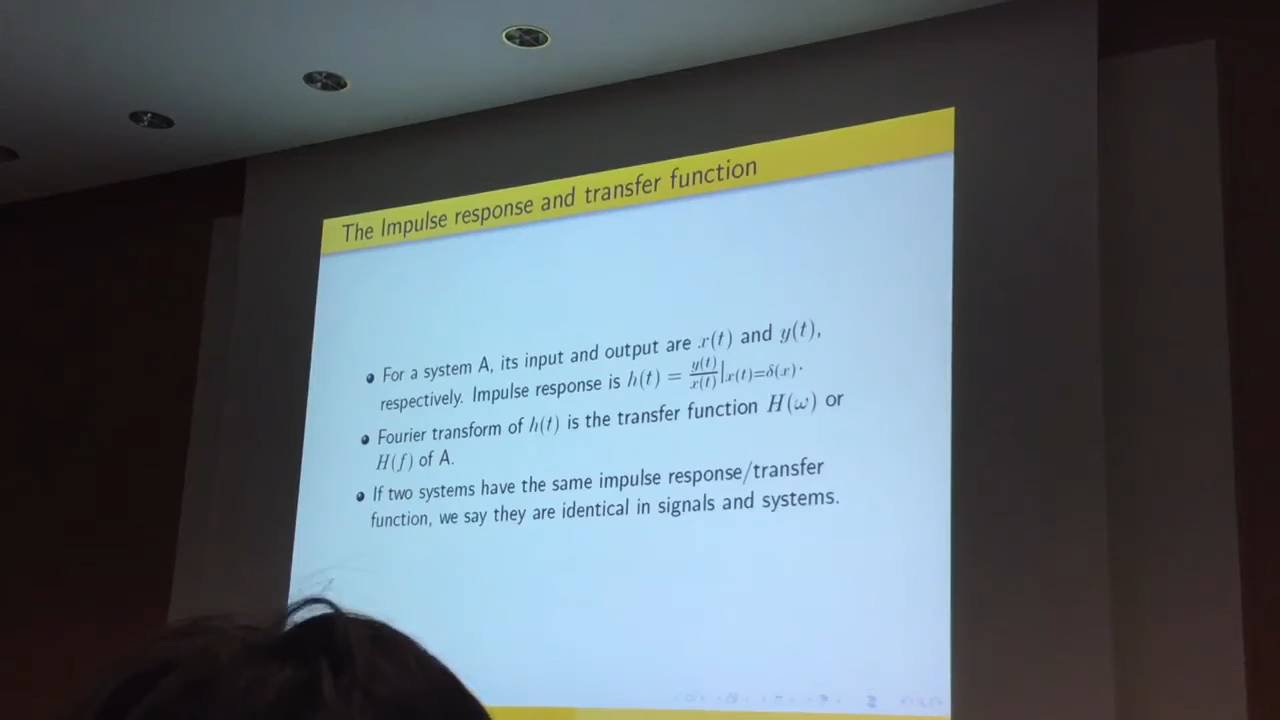 The Impulse response and transfer function
• For a system A, its input and output are x(t) and y(t),
respectively. Impulse response is h(t) = y(t)/x(t)|x(t)=δ(x).
• Fourier transform of h(t) is the transfer function H(ω) or
H(f) of A.
• If two systems have the same impulse response/transfer
function, we say they are identical in signals and systems.